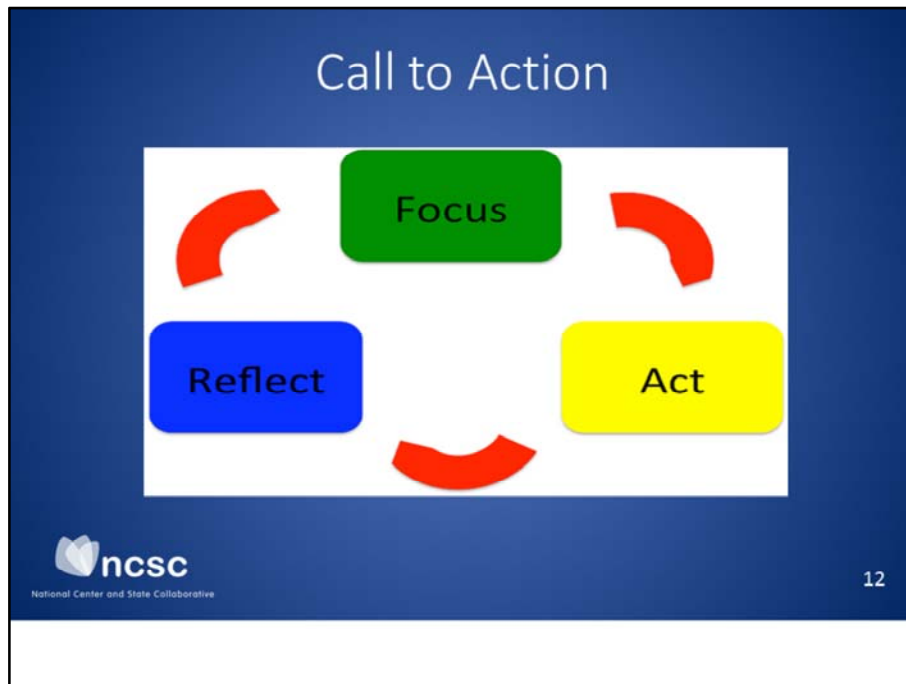 Call to Action
Focus
Reflect
Act
ncsc
National Center and State Collaborative
12